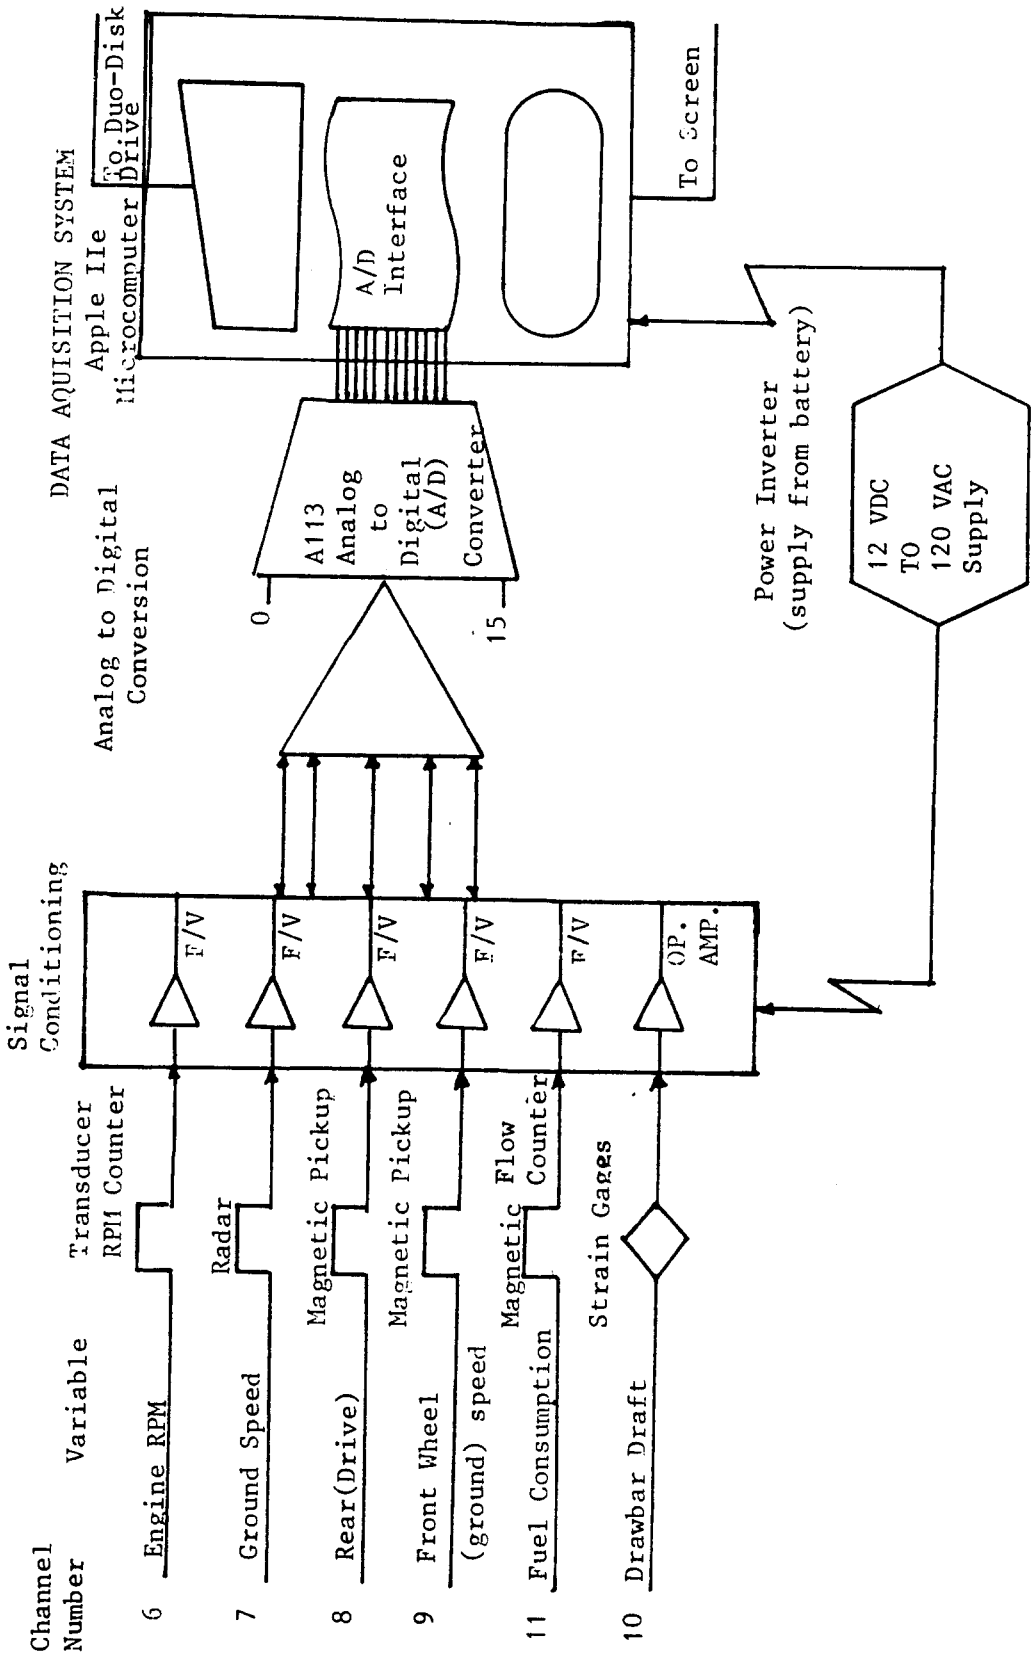 DATA AQUISITION SYSTEM
Apple IIe
Microcomputer
To Duo-Disk
Drive
Analog to Digital
Conversion
Signal
Conditioning
Transducer
Variable
Channel
Number
6
Engine RPM
RPM Counter
F/V
7
Ground Speed
Radar
F/V
8
Rear(Drive)
Magnetic Pickup
F/V
9
Front Wheel
(ground) speed
Magnetic Pickup
F/V
11
Fuel Consumption
Magnetic Flow
Counter
F/V
10
Drawbar Draft
Strain Gages
OP.
AMP.
0
15
A113
Analog
to
Digital
(A/D)
Converter
A/D
Interface
To Screen
Power Inverter
(supply from battery)
12 VDC
TO
120 VAC
Supply